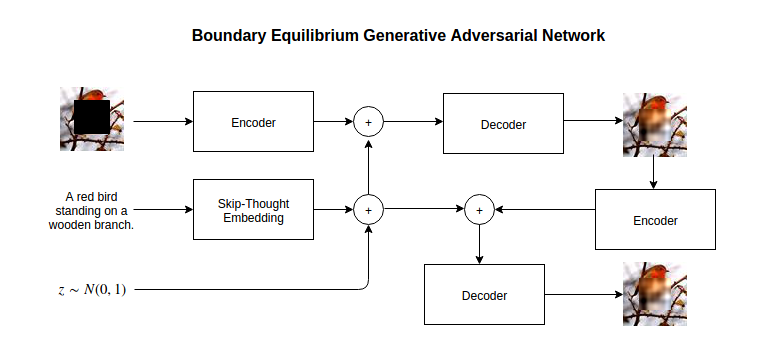 Boundary Equilibrium Generative Adversarial Network
Encoder
+
Decoder
A red bird
standing on a
wooden branch.
Skip-Thought
Embedding
+
+
Encoder
z ~ N(0, 1)
Decoder